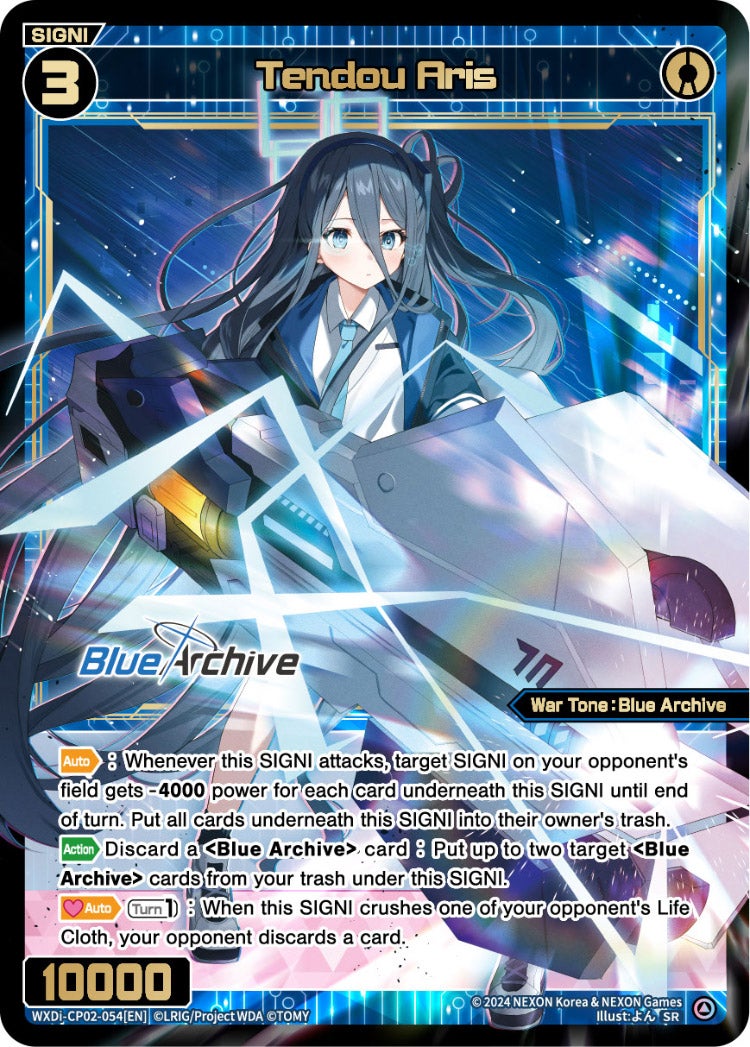 SIGNI
3
Tendou Aris
Blue Archive
War Tone:Blue Archive
Auto : Whenever this SIGNI attacks, target SIGNI on your opponent's
field gets -4000 power for each card underneath this SIGNI until end
of turn. Put all cards underneath this SIGNI into their owner's trash.
Action Discard a <Blue Archive> card : Put up to two target <Blue
Archive> cards from your trash under this SIGNI.
Auto Turn 1 : When this SIGNI crushes one of your opponent's Life
Cloth, your opponent discards a card.
10000
© 2024 NEXON Korea & NEXON Games
WXDi-CP02-054[EN] ©LRIG/Project WDA ©TOMY
Illust:よん SR